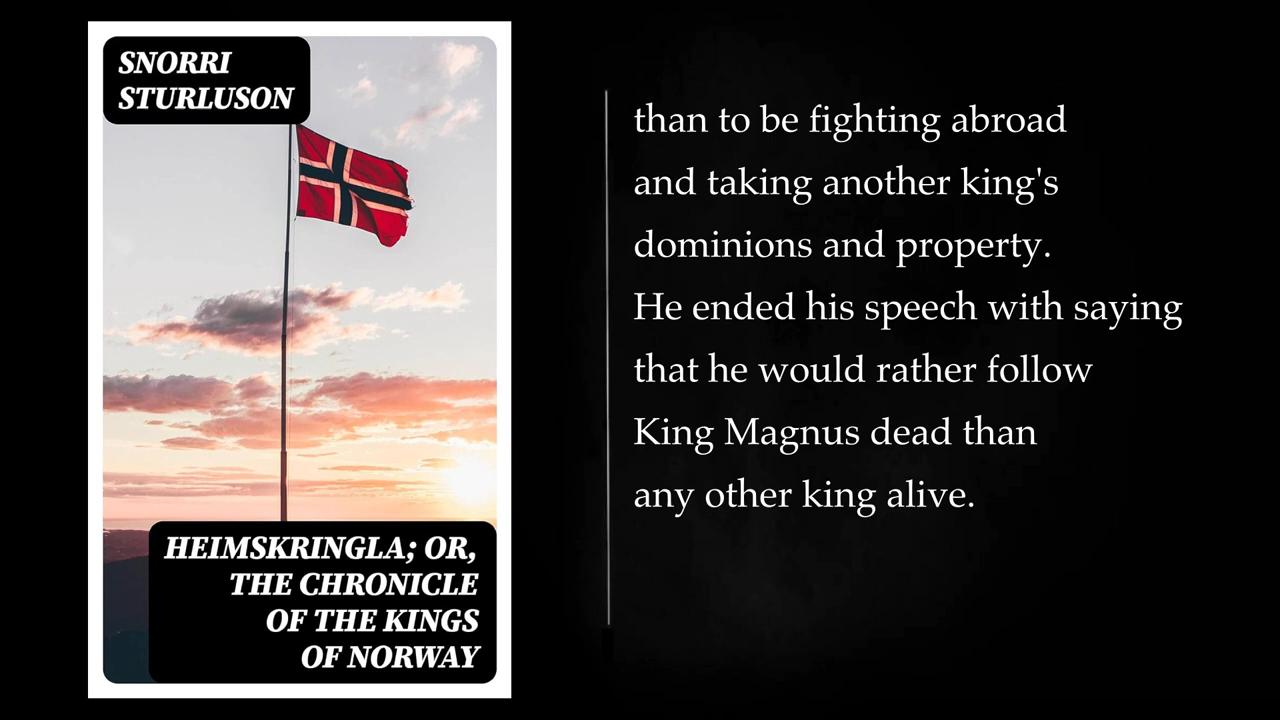 SNORRI
STURLUSON
HEIMSKRINGLA; OR,
THE CHRONICLE
OF THE KINGS
OF NORWAY
than to be fighting abroad
and taking another king's
dominions and property.
He ended his speech with saying
that he would rather follow
King Magnus dead than
any other king alive.